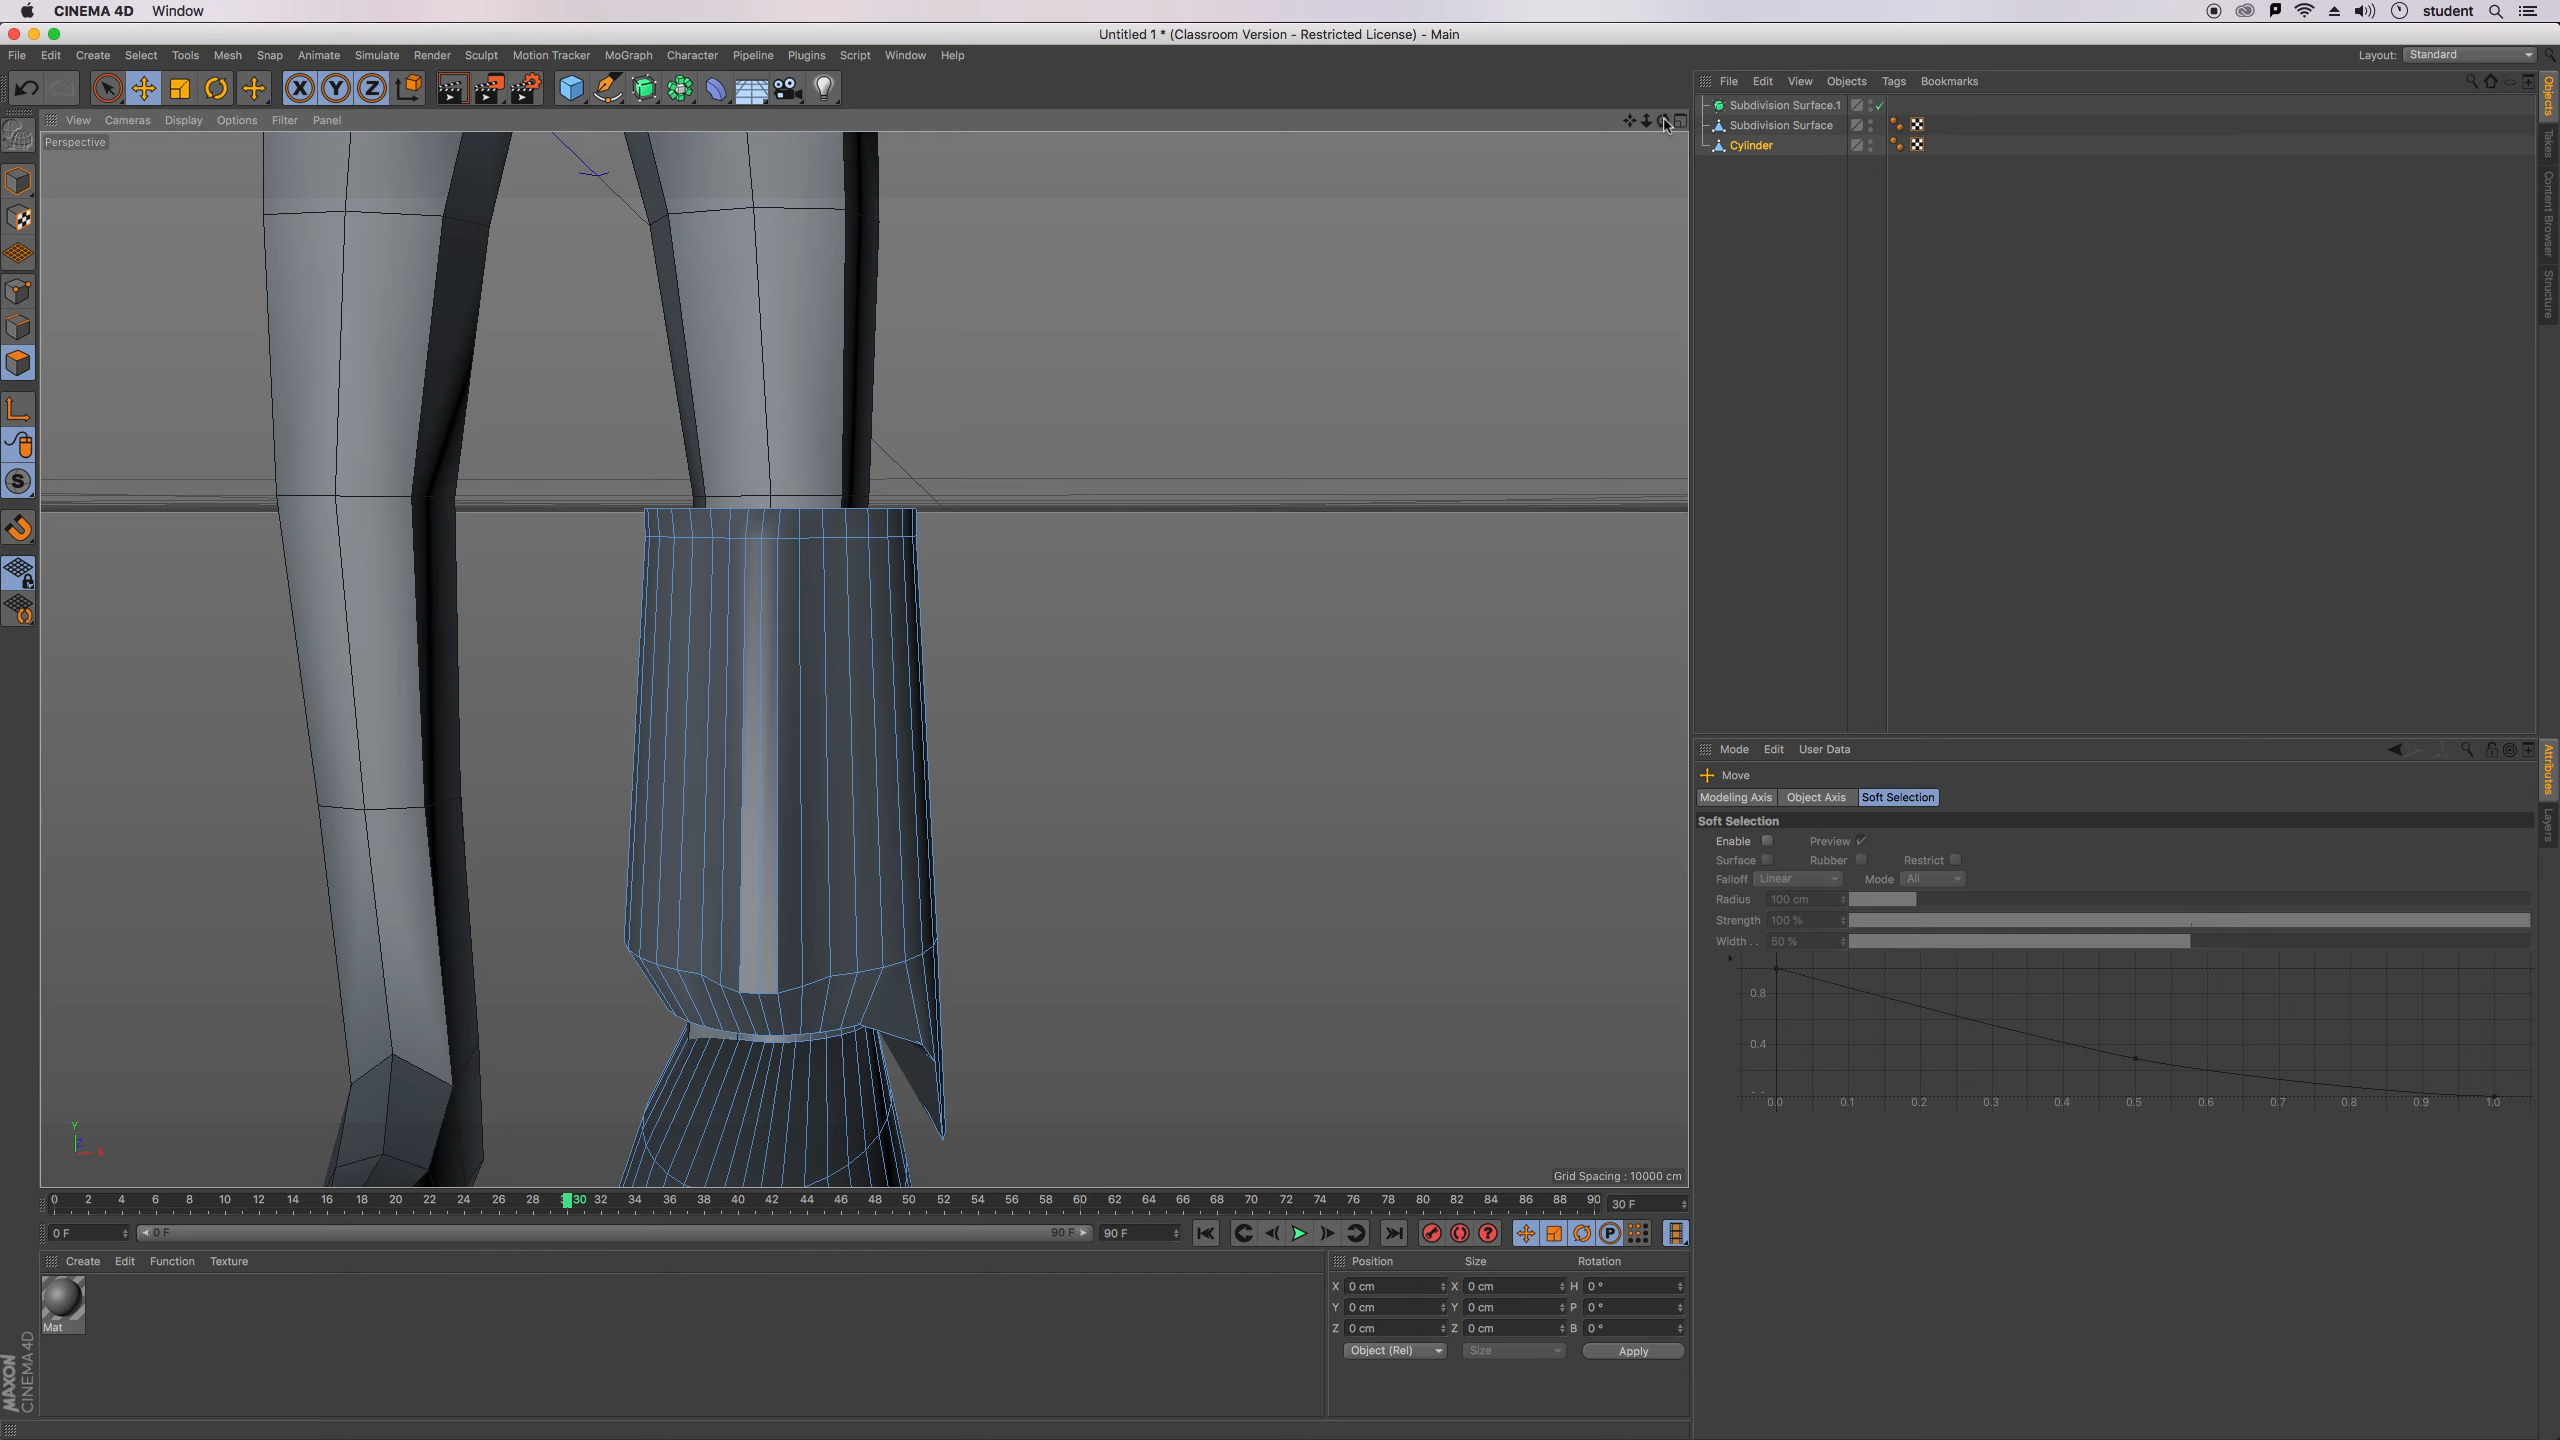 CINEMA 4D Window student
Untitled 1 * (Classroom Version - Restricted License) - Main
File Edit Create Select Tools Mesh Snap Animate Simulate Render Sculpt Motion Tracker MoGraph Character Pipeline Plugins Script Window Help Layout: Standard
X Y Z
File Edit View Objects Tags Bookmarks
Subdivision Surface.1
Subdivision Surface
Cylinder
View Cameras Display Options Filter Panel
Perspective
Objects
Takes
Content Browser
Structure
Mode Edit User Data
Move
Modeling Axis Object Axis Soft Selection
Soft Selection
Enable Preview
Surface Rubber Restrict
Falloff Linear Mode All
Radius 100 cm
Strength 100 %
Width . . 50 %
0.8
0.4
0.0 0.1 0.2 0.3 0.4 0.5 0.6 0.7 0.8 0.9 1.0
Attributes
Layers
Y
Z
X
Grid Spacing : 10000 cm
0 2 4 6 8 10 12 14 16 18 20 22 24 26 28 30 32 34 36 38 40 42 44 46 48 50 52 54 56 58 60 62 64 66 68 70 72 74 76 78 80 82 84 86 88 90 30 F
0 F 0 F 90 F 90 F
Create Edit Function Texture
Mat
Position Size Rotation
X 0 cm X 0 cm H 0 °
Y 0 cm Y 0 cm P 0 °
Z 0 cm Z 0 cm B 0 °
Object (Rel) Size Apply
MAXON
CINEMA 4D